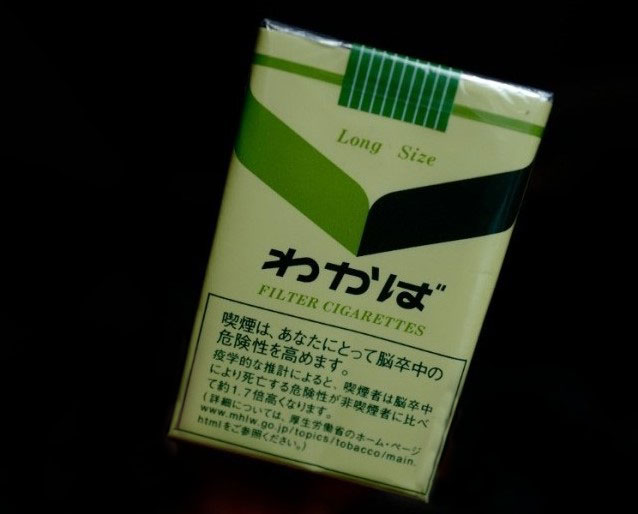 Long Size
わかば
FILTER CIGARETTES
喫煙は、あなたにとって脳卒中の
危険性を高めます。
疫学的な推計によると、喫煙者は脳卒中
により死亡する危険性が非喫煙者に比べ
て約1.7倍高くなります。
(詳細については、厚生労働省のホーム・ページ
www.mhlw.go.jp/topics/tobacco/main.
htmlをご参照ください。)